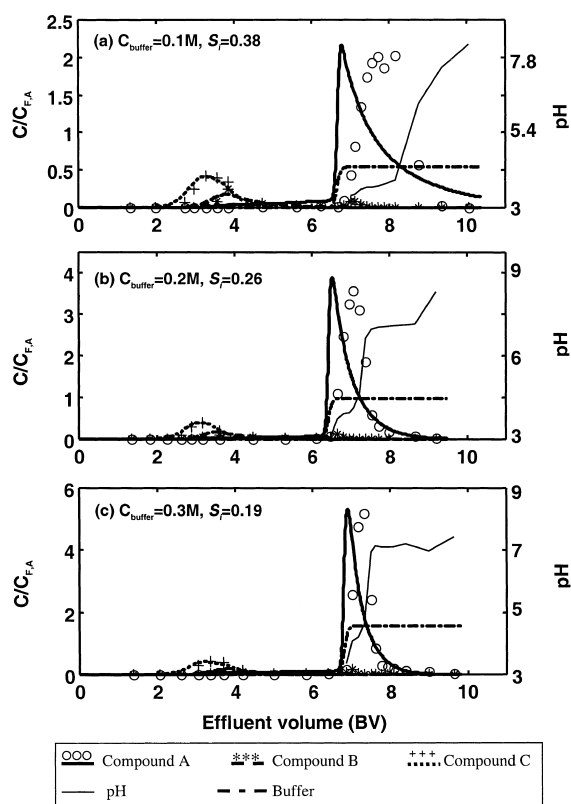 (a) C_buffer=0.1M, S_i=0.38
2.5
2
1.5
1
0.5
0
C/C_F,A
7.8
5.4
3
pH
0 2 4 6 8 10
(b) C_buffer=0.2M, S_i=0.26
4
3
2
1
0
C/C_F,A
9
6
3
pH
0 2 4 6 8 10
(c) C_buffer=0.3M, S_i=0.19
6
4
2
0
C/C_F,A
9
7
5
3
pH
0 2 4 6 8 10
Effluent volume (BV)
○○○ Compound A *** Compound B +++ Compound C
pH Buffer